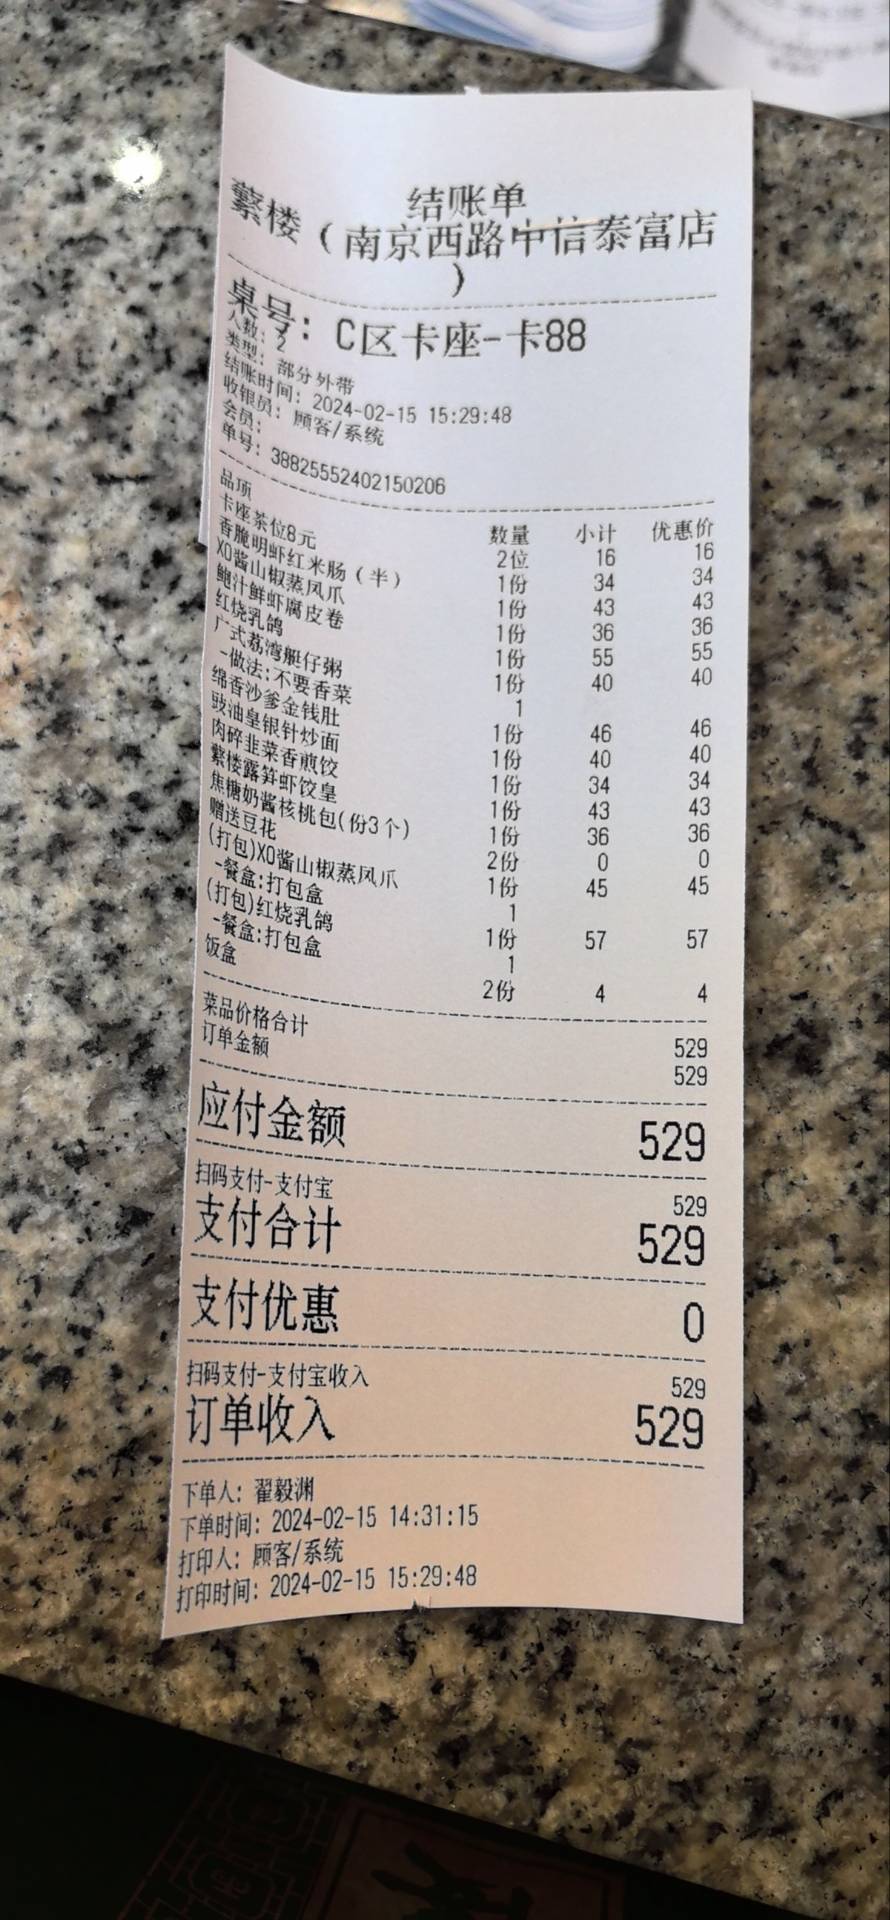 结账单
蘩楼（南京西路中信泰富店
）
桌号：C区卡座-卡88
人数：2
类型：部分外带
结账时间：2024-02-15 15:29:48
收银员：顾客/系统
会员：
单号：38825552402150206
品项 数量 小计 优惠价
卡座茶位8元 2位 16 16
香脆明虾红米肠（半） 1份 34 34
XO酱山椒蒸凤爪 1份 43 43
鲍汁鲜虾腐皮卷 1份 36 36
红烧乳鸽 1份 55 55
广式荔湾艇仔粥 1份 40 40
-做法:不要香菜 1
绵香沙爹金钱肚 1份 46 46
豉油皇银针炒面 1份 40 40
肉碎韭菜香煎饺 1份 34 34
蘩楼露笋虾饺皇 1份 43 43
焦糖奶酱核桃包(份3个) 1份 36 36
赠送豆花 2份 0 0
(打包)XO酱山椒蒸凤爪 1份 45 45
-餐盒:打包盒 1
(打包)红烧乳鸽 1份 57 57
-餐盒:打包盒 1
饭盒 2份 4 4
菜品价格合计 529
订单金额 529
应付金额 529
扫码支付-支付宝 529
支付合计 529
支付优惠 0
扫码支付-支付宝收入 529
订单收入 529
下单人：翟毅渊
下单时间：2024-02-15 14:31:15
打印人：顾客/系统
打印时间：2024-02-15 15:29:48